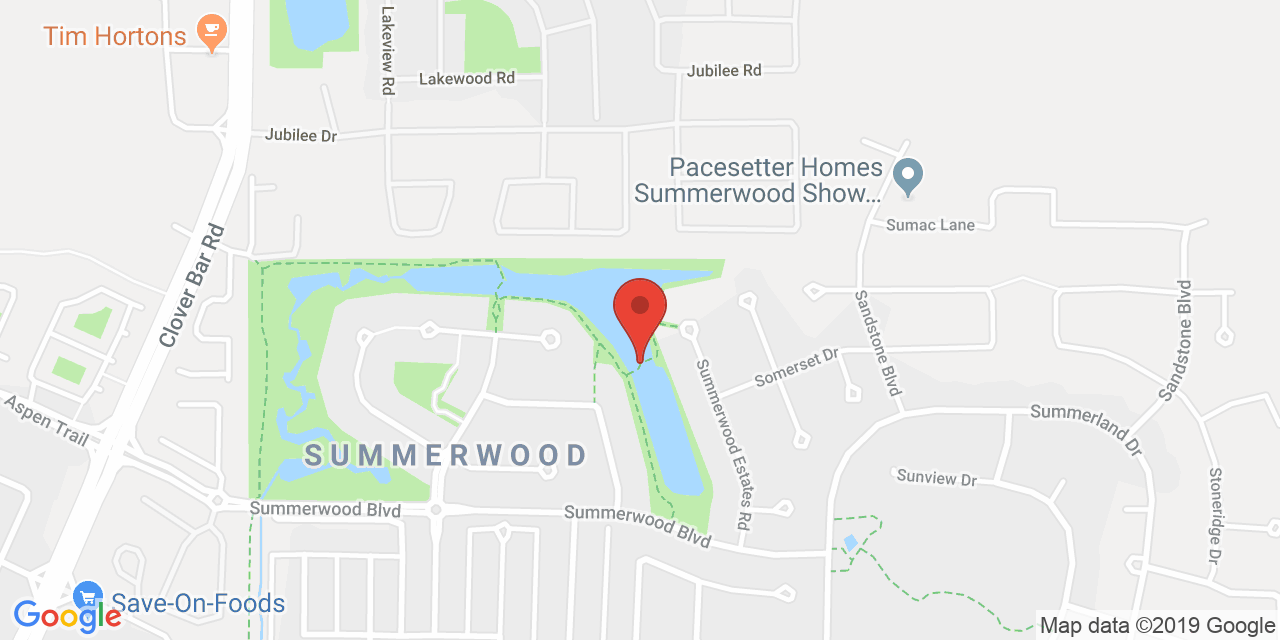 Tim Hortons
Lakeview Rd
Lakewood Rd
Jubilee Rd
Jubilee Dr
Pacesetter Homes
Summerwood Show...
Sumac Lane
Clover Bar Rd
Sandstone Blvd
Sandstone Blvd
Somerset Dr
Summerwood Estates Rd
Aspen Trail
Summerland Dr
SUMMERWOOD
Sunview Dr
Stoneridge Dr
Summerwood Blvd
Summerwood Blvd
Save-On-Foods
Google
Map data ©2019 Google